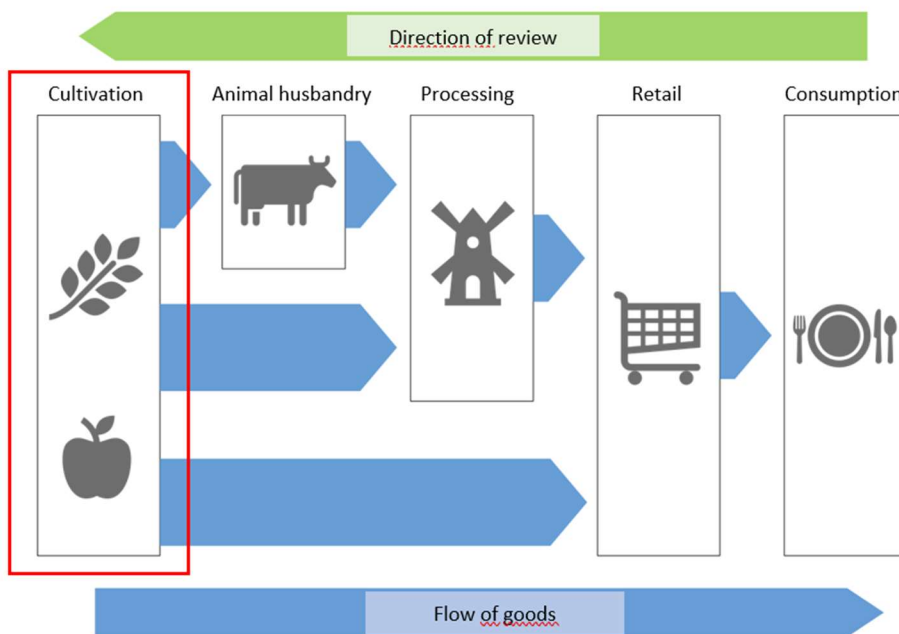 Direction of review
Cultivation
Animal husbandry
Processing
Retail
Consumption
Flow of goods